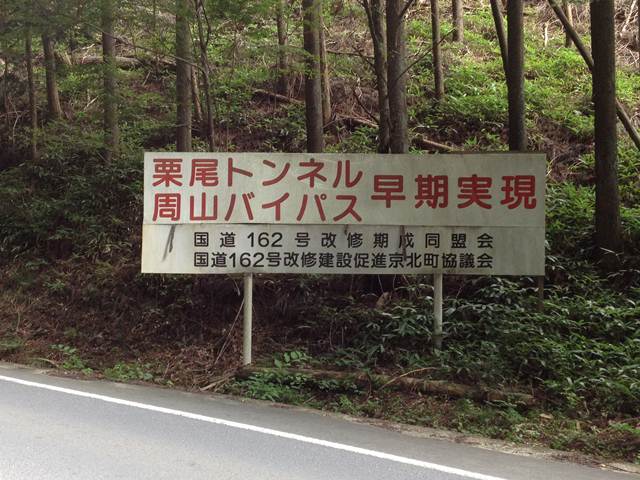 栗尾トンネル
周山バイパス
早期実現
国道162号改修期成同盟会
国道162号改修建設促進京北町協議会